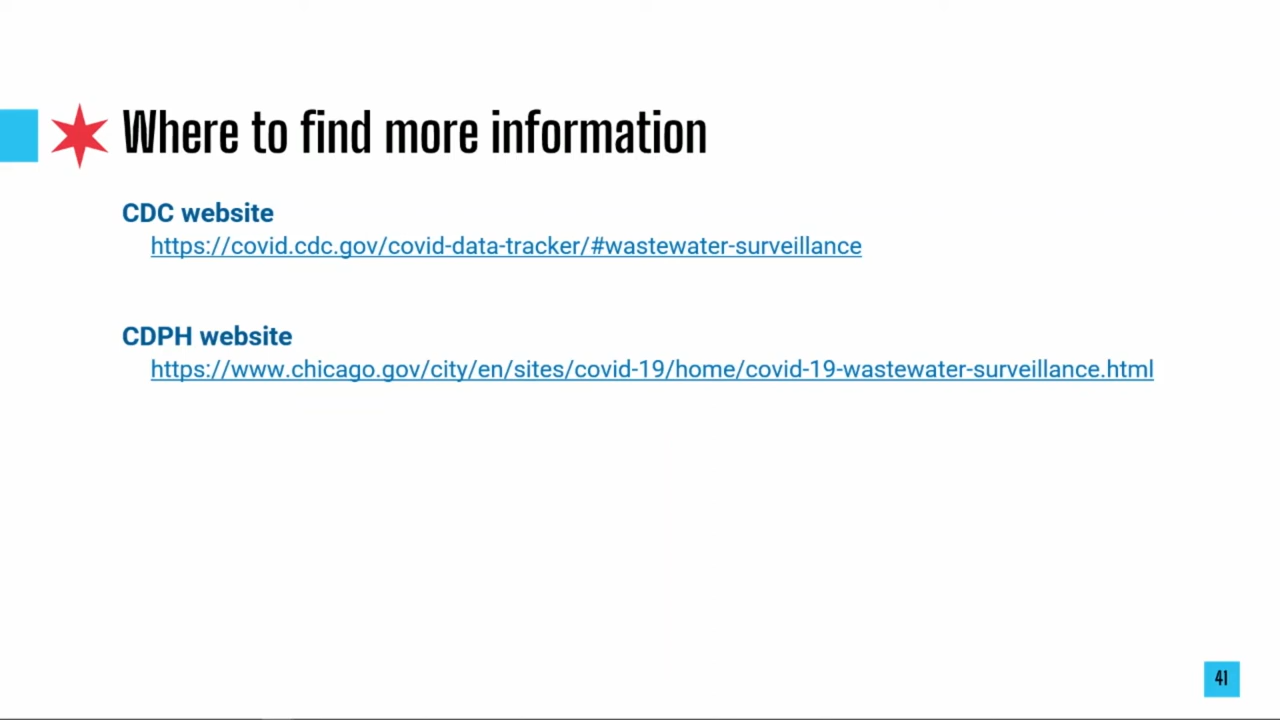 Where to find more information
CDC website
https://covid.cdc.gov/covid-data-tracker/#wastewater-surveillance
CDPH website
https://www.chicago.gov/city/en/sites/covid-19/home/covid-19-wastewater-surveillance.html
41